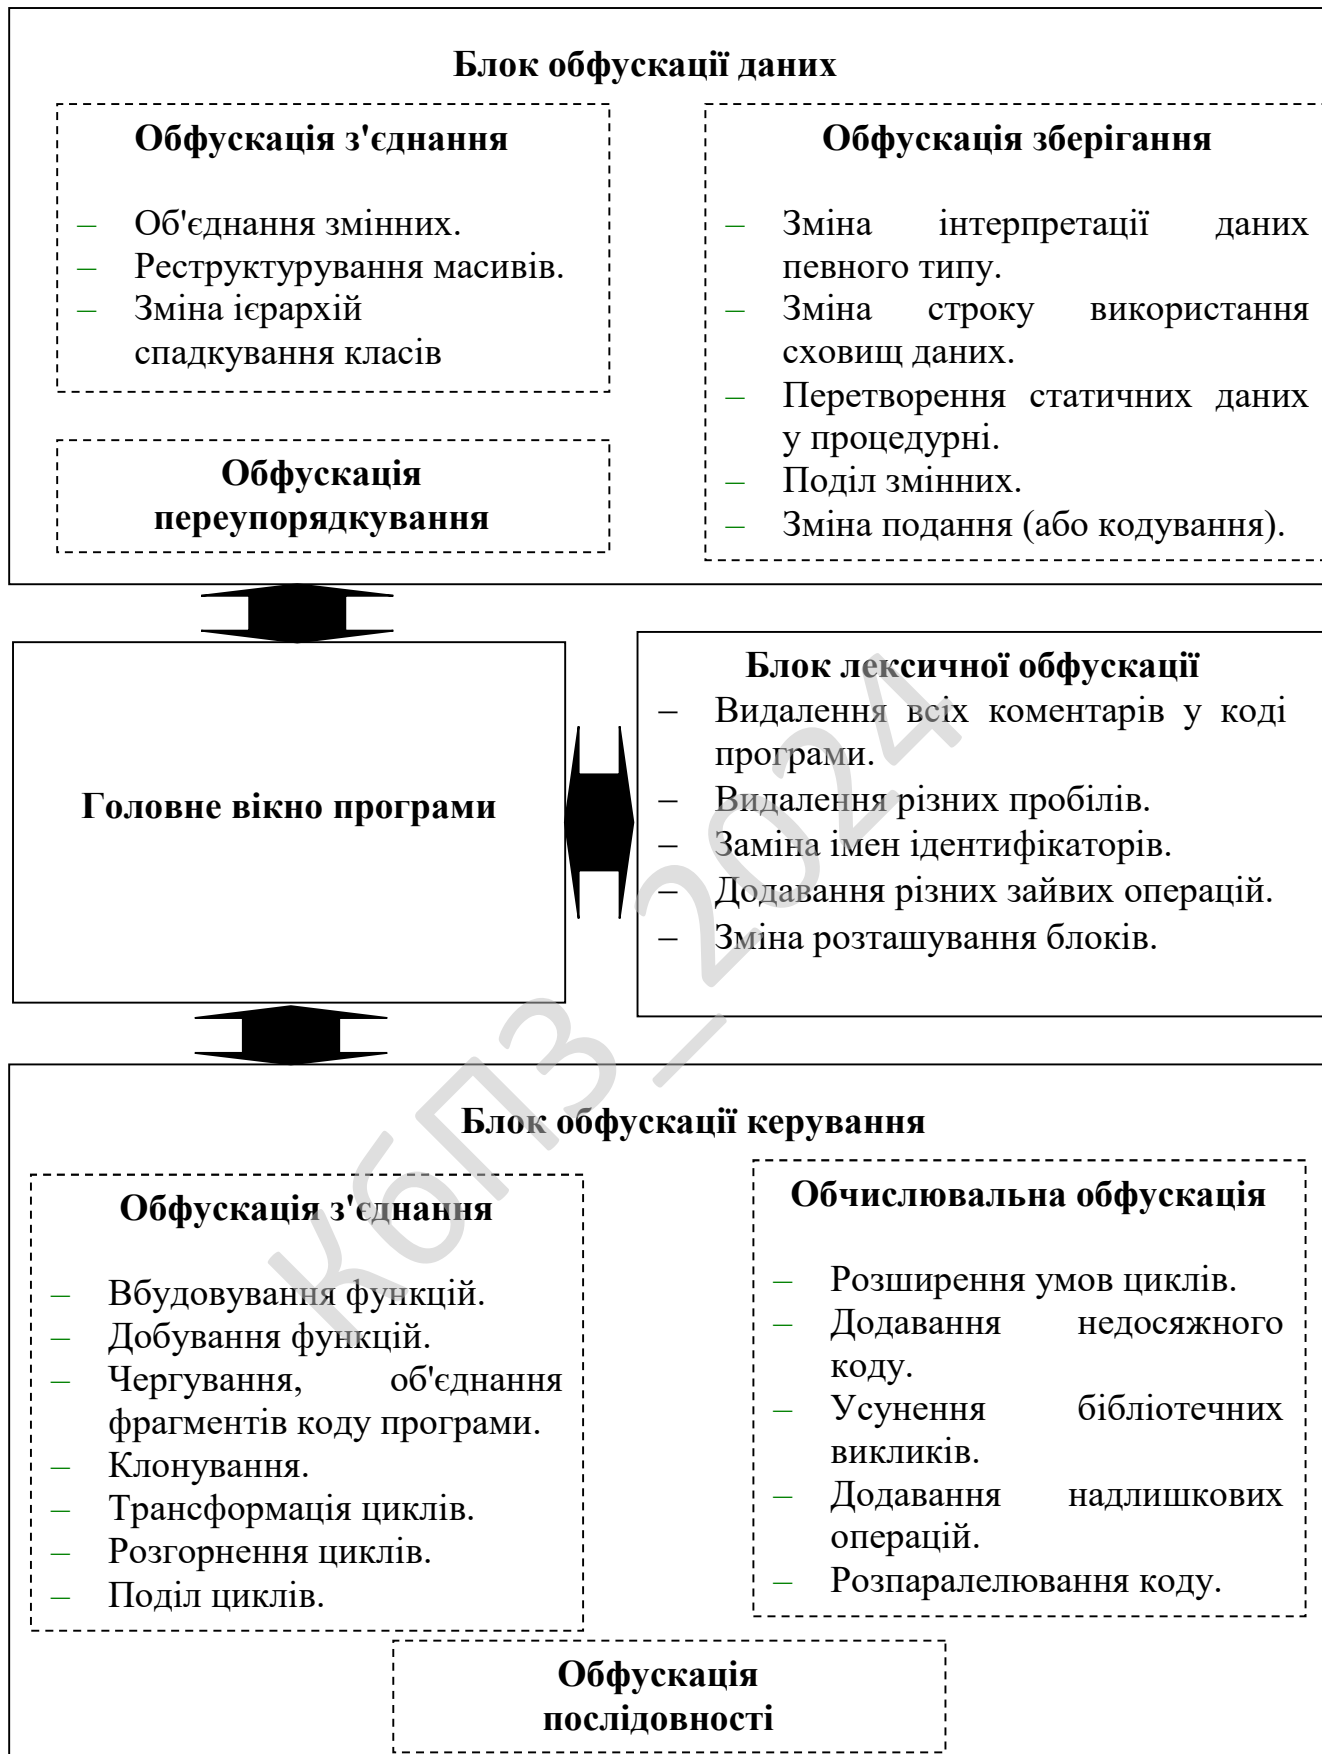 Блок обфускації даних
Обфускація з'єднання
– Об'єднання змінних.
– Реструктурування масивів.
– Зміна ієрархій
спадкування класів
Обфускація
переупорядкування
Обфускація зберігання
– Зміна інтерпретації даних
певного типу.
– Зміна строку використання
сховищ даних.
– Перетворення статичних даних
у процедурні.
– Поділ змінних.
– Зміна подання (або кодування).
Головне вікно програми
Блок лексичної обфускації
– Видалення всіх коментарів у коді
програми.
– Видалення різних пробілів.
– Заміна імен ідентифікаторів.
– Додавання різних зайвих операцій.
– Зміна розташування блоків.
Блок обфускації керування
Обфускація з'єднання
– Вбудовування функцій.
– Добування функцій.
– Чергування, об'єднання
фрагментів коду програми.
– Клонування.
– Трансформація циклів.
– Розгорнення циклів.
– Поділ циклів.
Обчислювальна обфускація
– Розширення умов циклів.
– Додавання недосяжного
коду.
– Усунення бібліотечних
викликів.
– Додавання надлишкових
операцій.
– Розпаралелювання коду.
Обфускація
послідовності
КбПЗ_2024